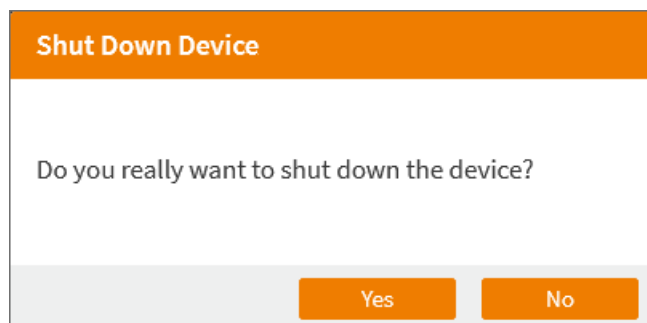 Shut Down Device
Do you really want to shut down the device?
Yes No